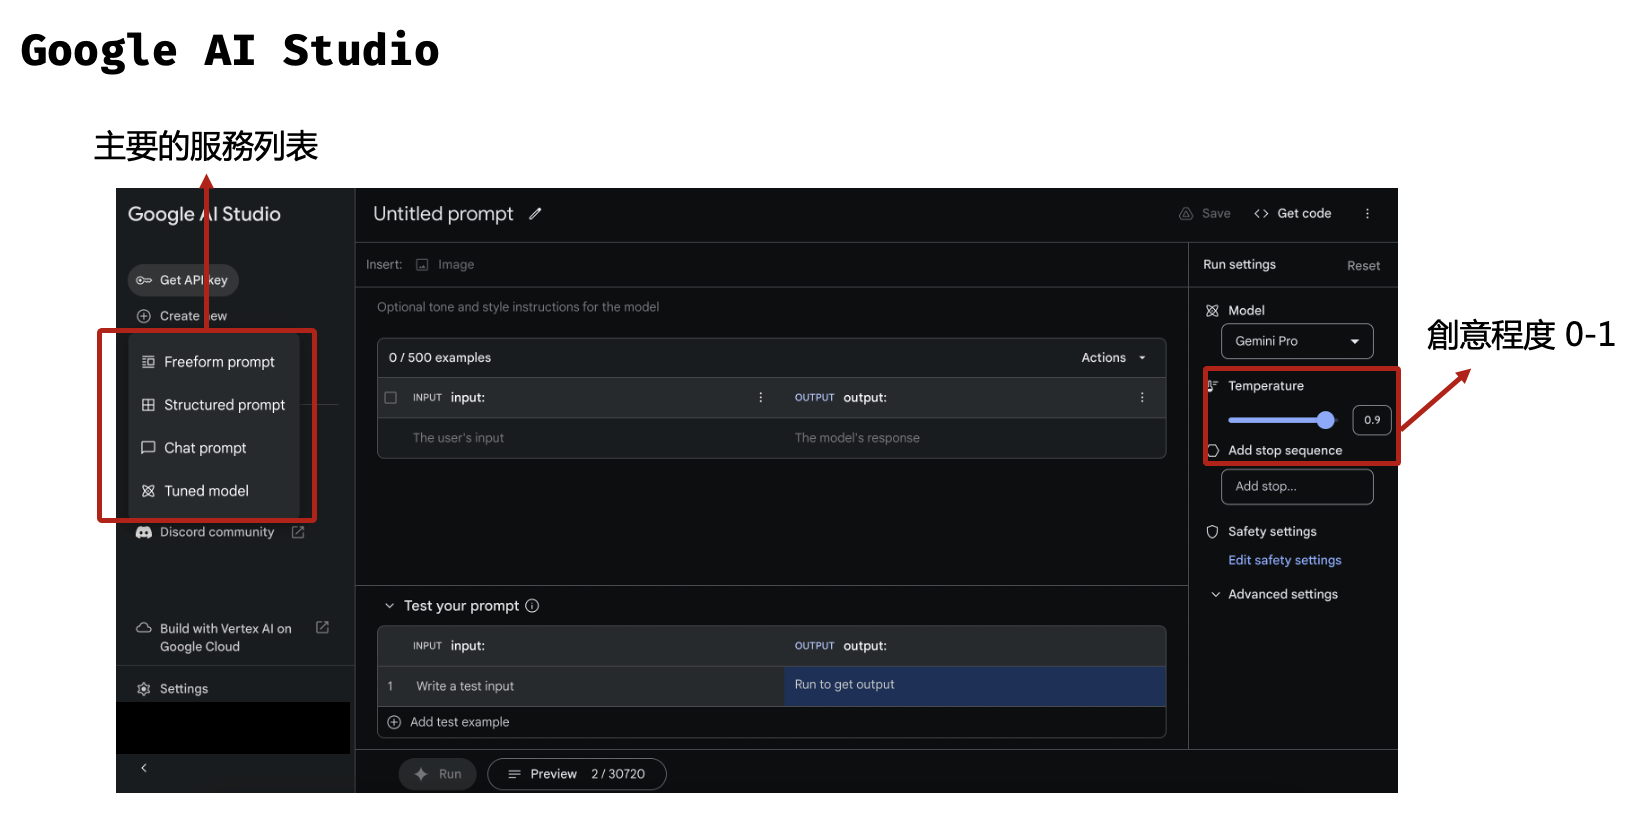 Google AI Studio
主要的服務列表
Google AI Studio
Get API key
Create new
Freeform prompt
Structured prompt
Chat prompt
Tuned model
Discord community
Build with Vertex AI on
Google Cloud
Settings
Untitled prompt
Save
Get code
Insert:
Image
Optional tone and style instructions for the model
0 / 500 examples
Actions
INPUT input:
OUTPUT output:
The user's input
The model's response
Test your prompt
INPUT input:
OUTPUT output:
1 Write a test input
Run to get output
Add test example
Run
Preview 2 / 30720
Run settings
Reset
Model
Gemini Pro
Temperature
0.9
Add stop sequence
Add stop...
Safety settings
Edit safety settings
Advanced settings
創意程度 0-1